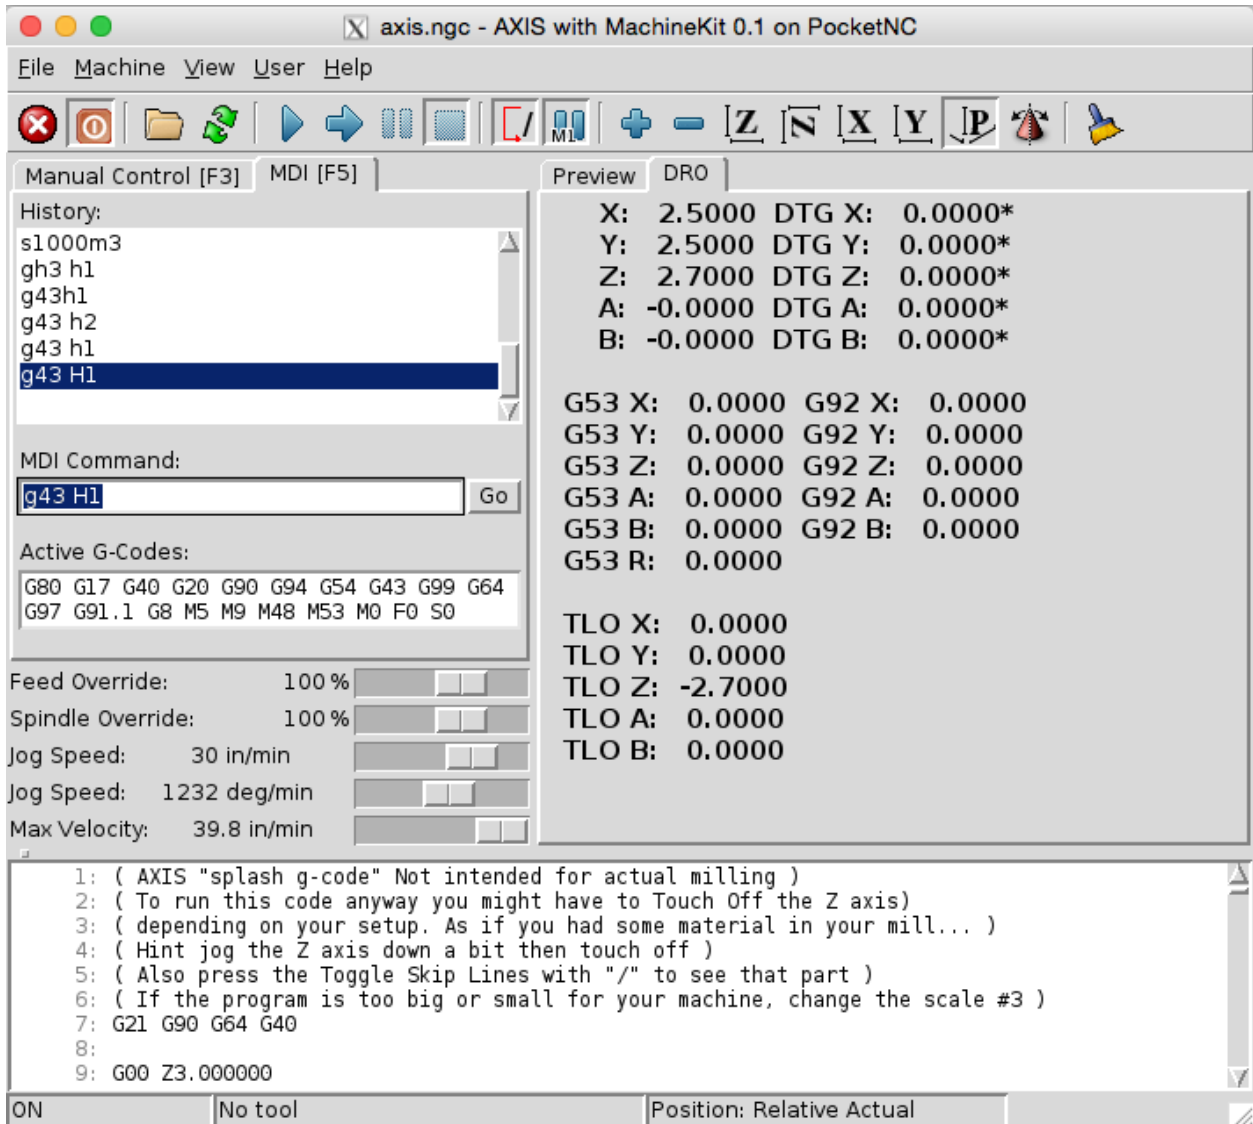 axis.ngc - AXIS with MachineKit 0.1 on PocketNC
File Machine View User Help
M1 Z N X Y P
Manual Control [F3] MDI [F5]
History:
s1000m3
gh3 h1
g43h1
g43 h2
g43 h1
g43 H1
MDI Command:
g43 H1 Go
Active G-Codes:
G80 G17 G40 G20 G90 G94 G54 G43 G99 G64
G97 G91.1 G8 M5 M9 M48 M53 M0 F0 S0
Feed Override: 100 %
Spindle Override: 100 %
Jog Speed: 30 in/min
Jog Speed: 1232 deg/min
Max Velocity: 39.8 in/min
Preview DRO
X: 2.5000 DTG X: 0.0000*
Y: 2.5000 DTG Y: 0.0000*
Z: 2.7000 DTG Z: 0.0000*
A: -0.0000 DTG A: 0.0000*
B: -0.0000 DTG B: 0.0000*
G53 X: 0.0000 G92 X: 0.0000
G53 Y: 0.0000 G92 Y: 0.0000
G53 Z: 0.0000 G92 Z: 0.0000
G53 A: 0.0000 G92 A: 0.0000
G53 B: 0.0000 G92 B: 0.0000
G53 R: 0.0000
TLO X: 0.0000
TLO Y: 0.0000
TLO Z: -2.7000
TLO A: 0.0000
TLO B: 0.0000
1: ( AXIS "splash g-code" Not intended for actual milling )
2: ( To run this code anyway you might have to Touch Off the Z axis)
3: ( depending on your setup. As if you had some material in your mill... )
4: ( Hint jog the Z axis down a bit then touch off )
5: ( Also press the Toggle Skip Lines with "/" to see that part )
6: ( If the program is too big or small for your machine, change the scale #3 )
7: G21 G90 G64 G40
8:
9: G00 Z3.000000
ON No tool Position: Relative Actual